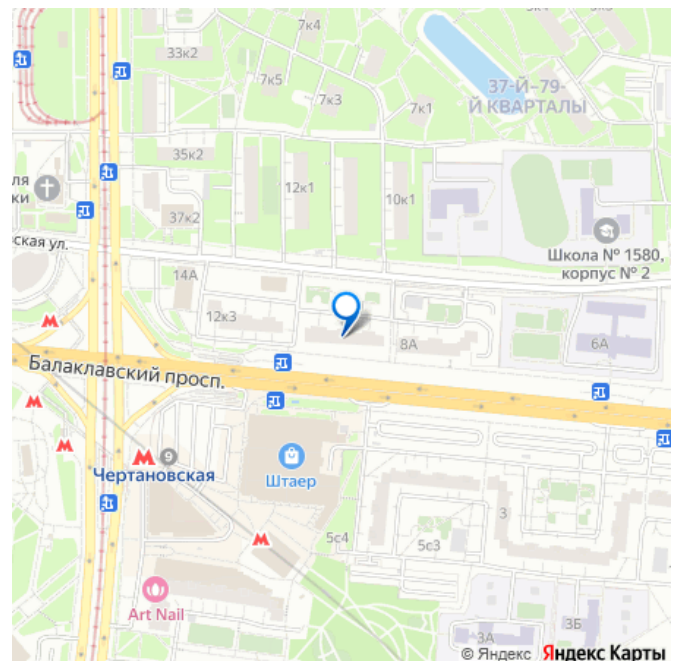 7к4
33к2
7к5
7к3
7к1
37-Й-79-
Й КВАРТАЛЫ
35к2
12к1
10к1
ля
ки
37к2
вская ул.
Школа № 1580,
корпус № 2
14А
12к3
8А
6А
Балаклавский просп.
9
Чертановская
Штаер
3
5с4
5с3
Art Nail
3А
3Б
© Яндекс Яндекс Карты